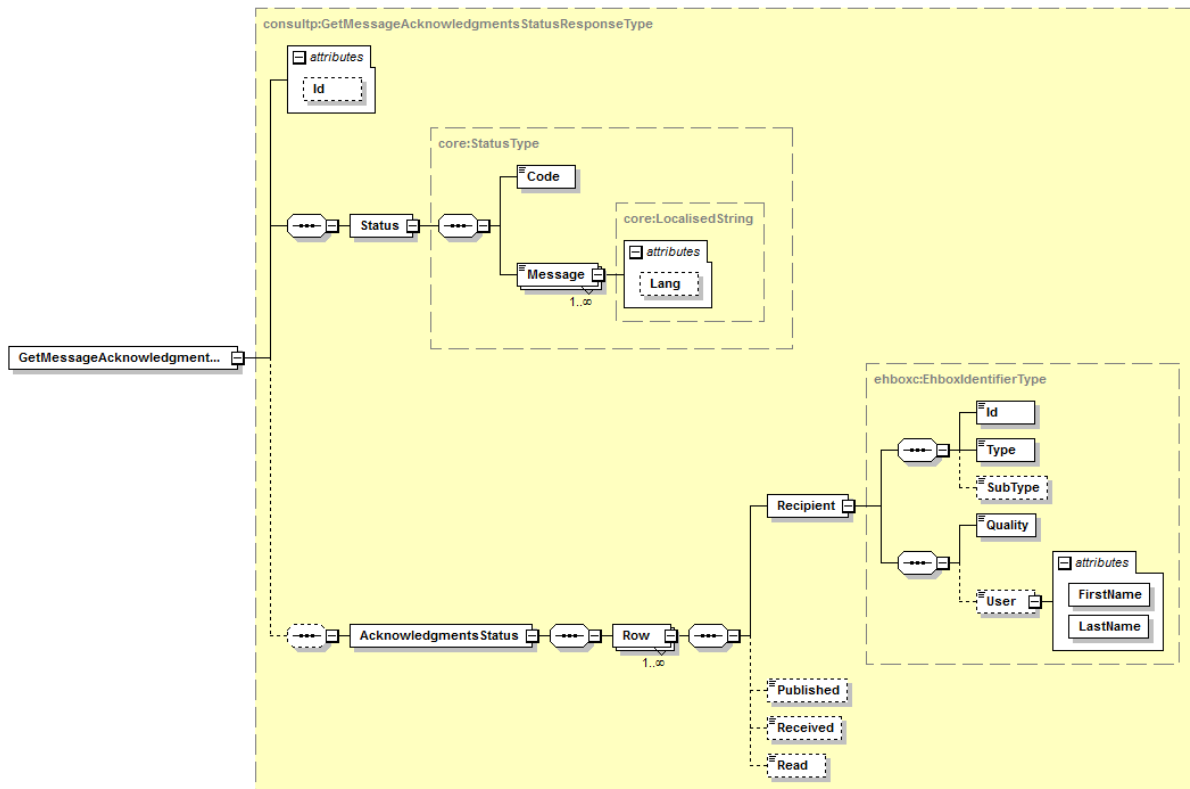 consultp:GetMessageAcknowledgmentsStatusResponseType
attributes
Id
core:StatusType
Code
core:LocalisedString
attributes
Status
Message
Lang
1..∞
GetMessageAcknowledgment...
ehboxc:EhboxIdentifierType
Id
Type
SubType
Recipient
Quality
attributes
User
FirstName
LastName
AcknowledgmentsStatus
Row
1..∞
Published
Received
Read